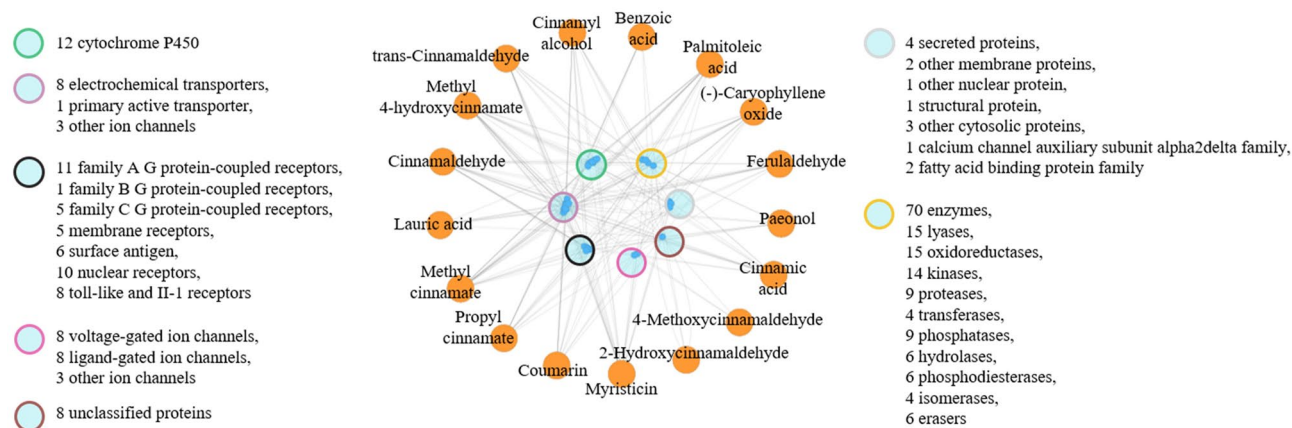 12 cytochrome P450
8 electrochemical transporters,
1 primary active transporter,
3 other ion channels
11 family A G protein-coupled receptors,
1 family B G protein-coupled receptors,
5 family C G protein-coupled receptors,
5 membrane receptors,
6 surface antigen,
10 nuclear receptors,
8 toll-like and II-1 receptors
8 voltage-gated ion channels,
8 ligand-gated ion channels,
3 other ion channels
8 unclassified proteins
Cinnamyl
alcohol
Benzoic
acid
trans-Cinnamaldehyde
Palmitoleic
acid
Methyl
4-hydroxycinnamate
(-)-Caryophyllene
oxide
Cinnamaldehyde
Ferulaldehyde
Lauric acid
Paeonol
Methyl
cinnamate
Cinnamic
acid
Propyl
cinnamate
4-Methoxycinnamaldehyde
2-Hydroxycinnamaldehyde
Coumarin
Myristicin
4 secreted proteins,
2 other membrane proteins,
1 other nuclear protein,
1 structural protein,
3 other cytosolic proteins,
1 calcium channel auxiliary subunit alpha2delta family,
2 fatty acid binding protein family
70 enzymes,
15 lyases,
15 oxidoreductases,
14 kinases,
9 proteases,
4 transferases,
9 phosphatases,
6 hydrolases,
6 phosphodiesterases,
4 isomerases,
6 erasers